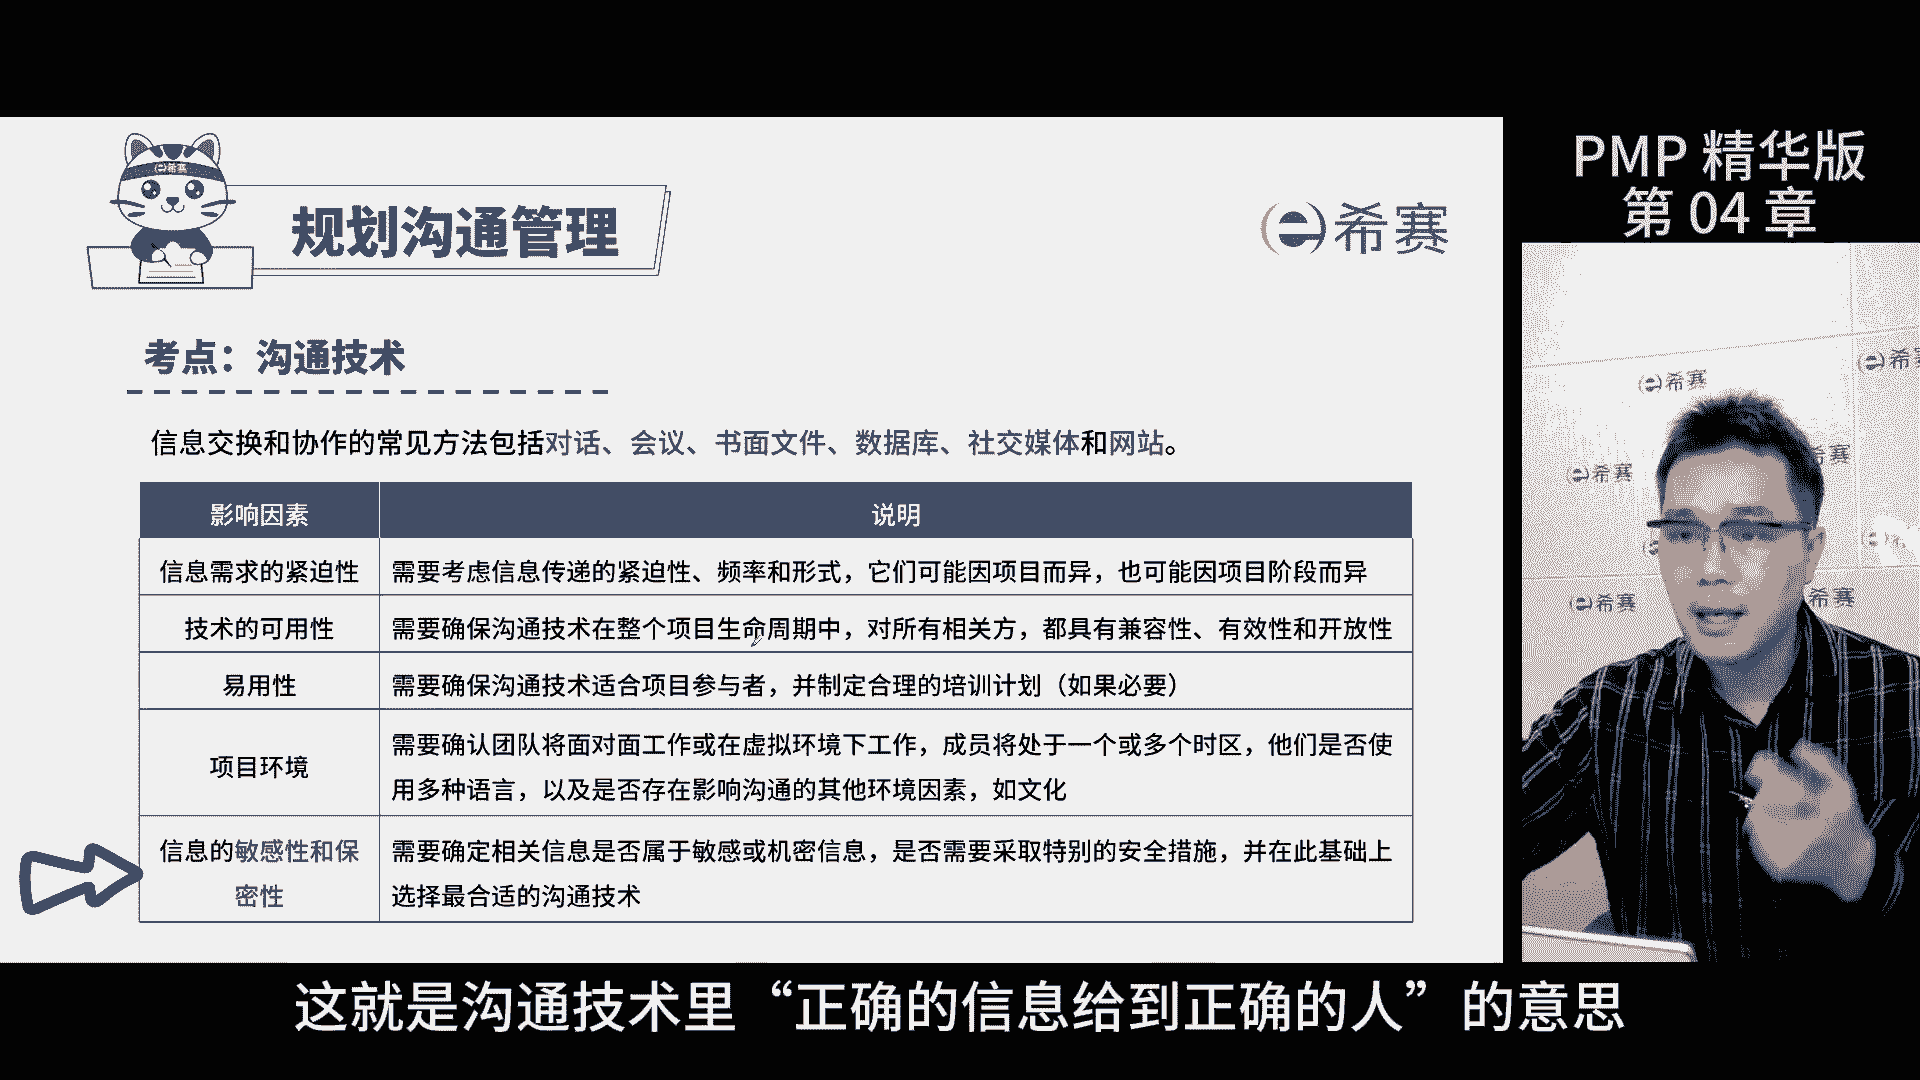 PMP 精华版
第 04 章
e希赛
规划沟通管理
e希赛
考点：沟通技术
信息交换和协作的常见方法包括对话、会议、书面文件、数据库、社交媒体和网站。
影响因素 说明
信息需求的紧迫性 需要考虑信息传递的紧迫性、频率和形式，它们可能因项目而异，也可能因项目阶段而异
技术的可用性 需要确保沟通技术在整个项目生命周期中，对所有相关方，都具有兼容性、有效性和开放性
易用性 需要确保沟通技术适合项目参与者，并制定合理的培训计划（如果必要）
项目环境 需要确认团队将面对面工作或在虚拟环境下工作，成员将处于一个或多个时区，他们是否使
用多种语言，以及是否存在影响沟通的其他环境因素，如文化
信息的敏感性和保
密性
需要确定相关信息是否属于敏感或机密信息，是否需要采取特别的安全措施，并在此基础上
选择最合适的沟通技术
e希赛
e希赛
e希赛
希赛
e希赛
希赛
这就是沟通技术里“正确的信息给到正确的人”的意思